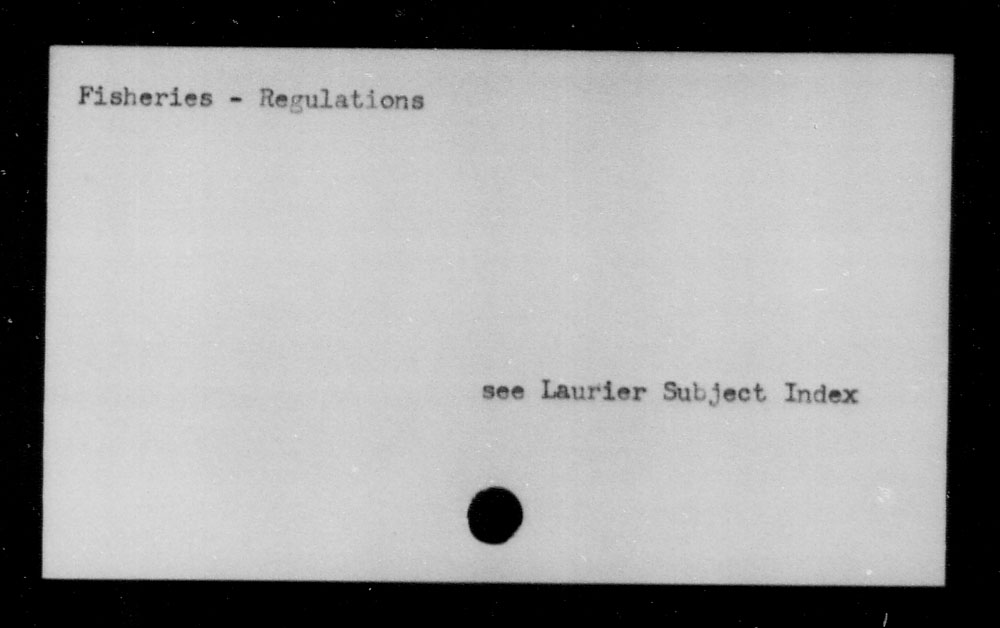 Fisheries - Regulations
see Laurier Subject Index